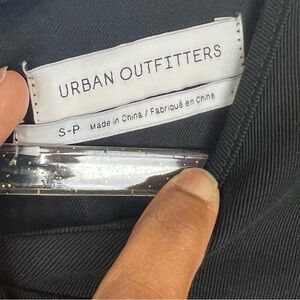 URBAN OUTFITTERS
S-P Made in China / Fabriqué en Chine